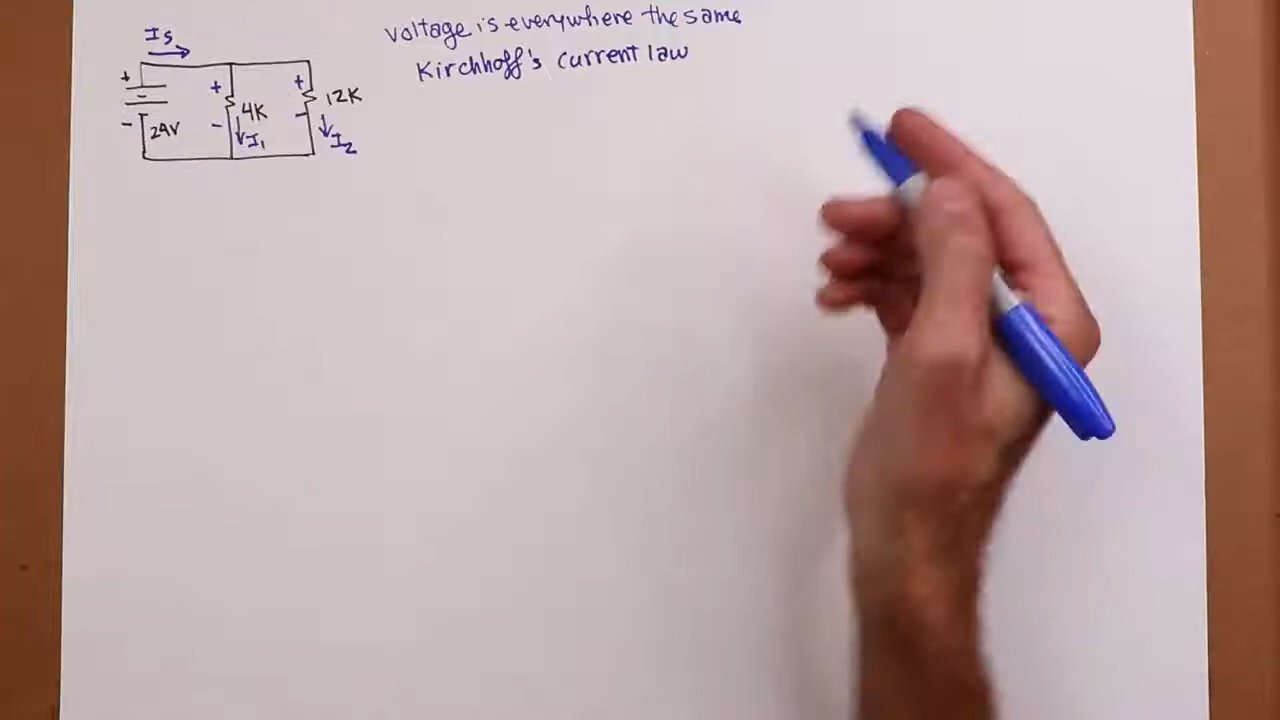 Is
voltage is everywhere the same
Kirchhoff's current law
+
+
+
4K
12K
-
24V
-
-
I1
I2